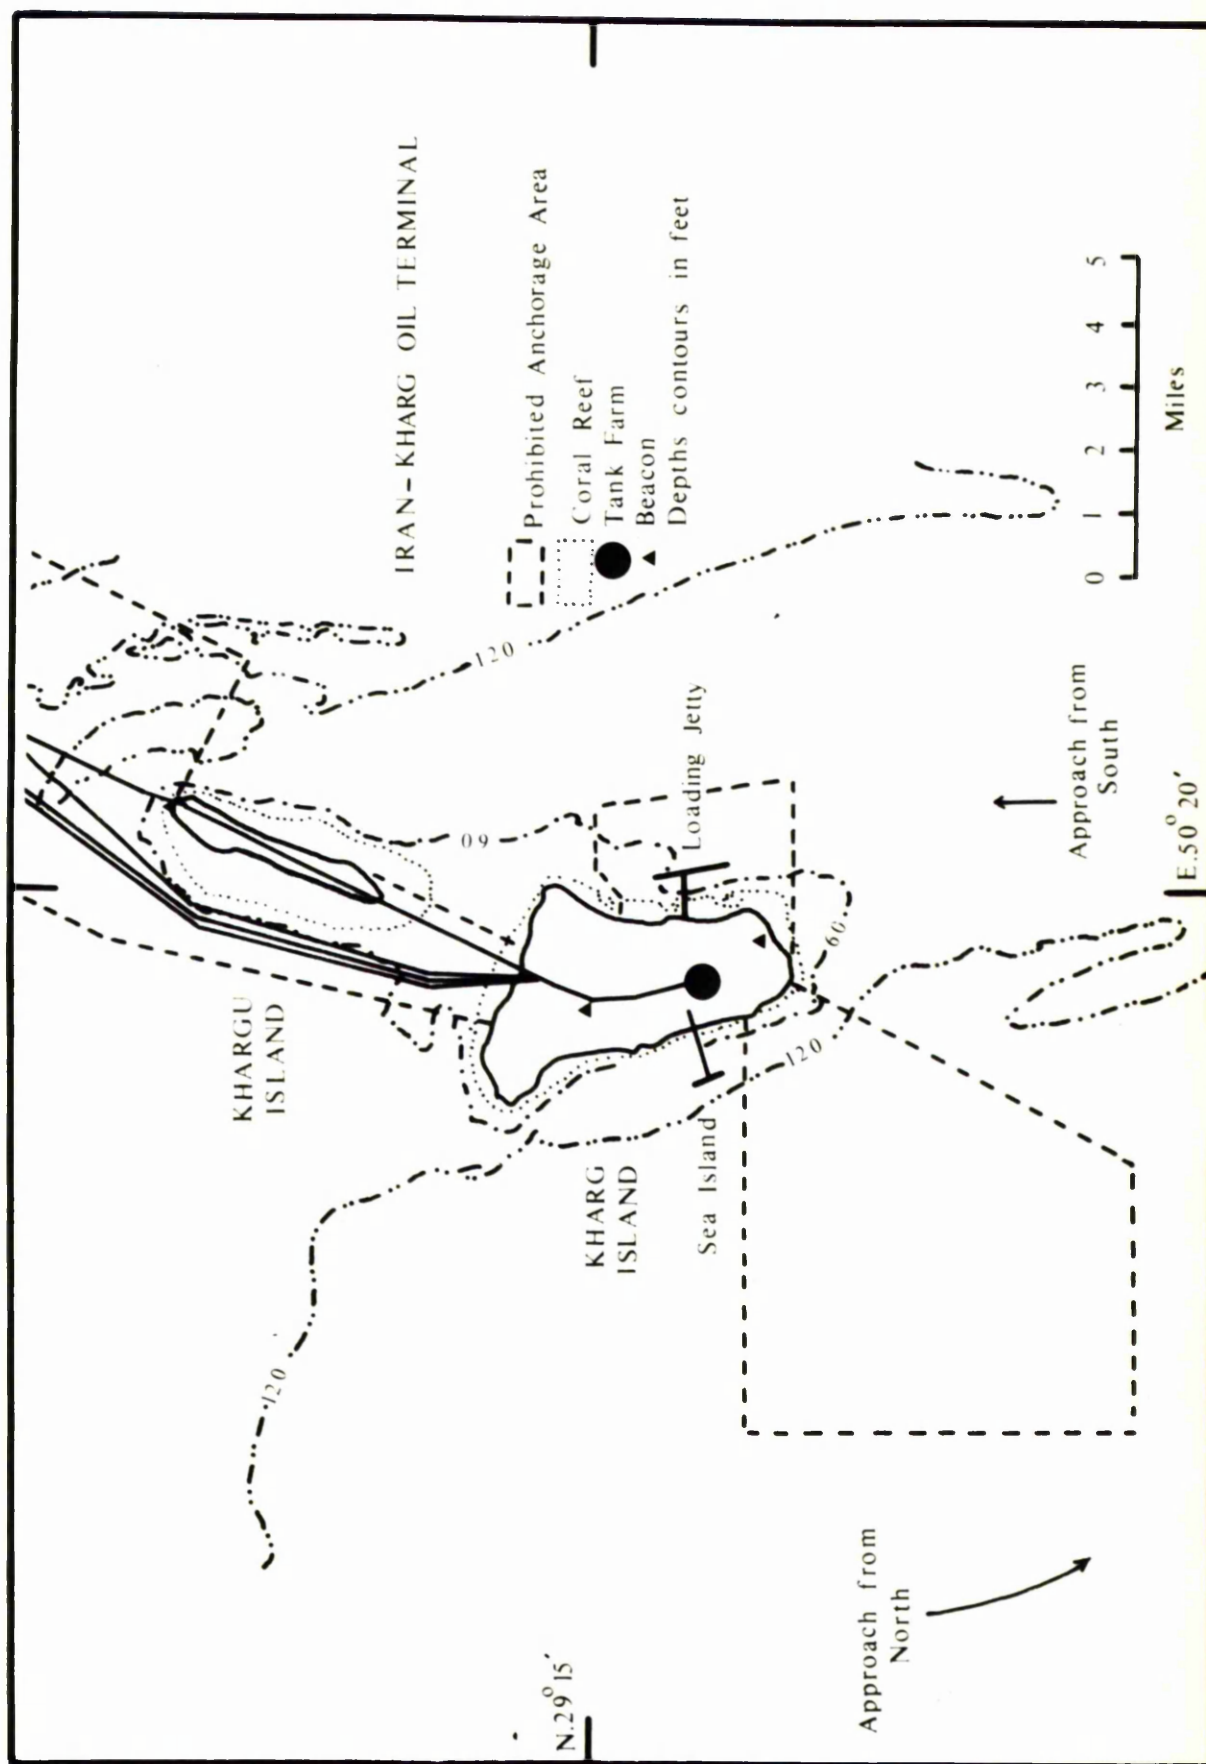 IRAN-KHARG OIL TERMINAL
Prohibited Anchorage Area
Coral Reef
Tank Farm
Beacon
Depths contours in feet
KHARGU
ISLAND
KHARG
ISLAND
Sea Island
Loading Jetty
120
120
120
60
60
N.29° 15′
E.50° 20′
Approach from
North
Approach from
South
0 1 2 3 4 5
Miles